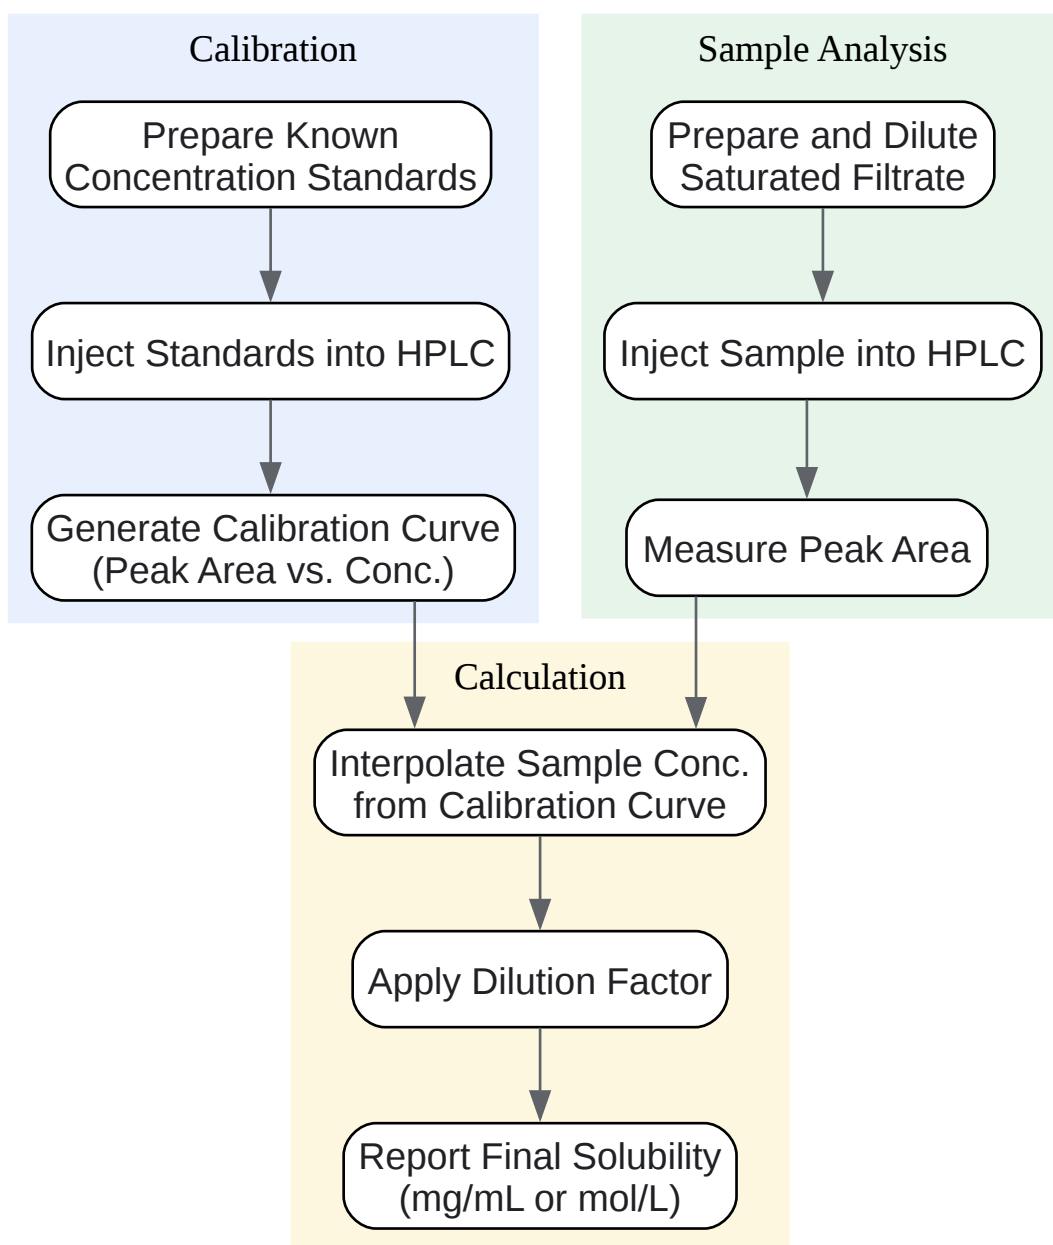 Calibration
Prepare Known
Concentration Standards
Inject Standards into HPLC
Generate Calibration Curve
(Peak Area vs. Conc.)
Sample Analysis
Prepare and Dilute
Saturated Filtrate
Inject Sample into HPLC
Measure Peak Area
Calculation
Interpolate Sample Conc.
from Calibration Curve
Apply Dilution Factor
Report Final Solubility
(mg/mL or mol/L)